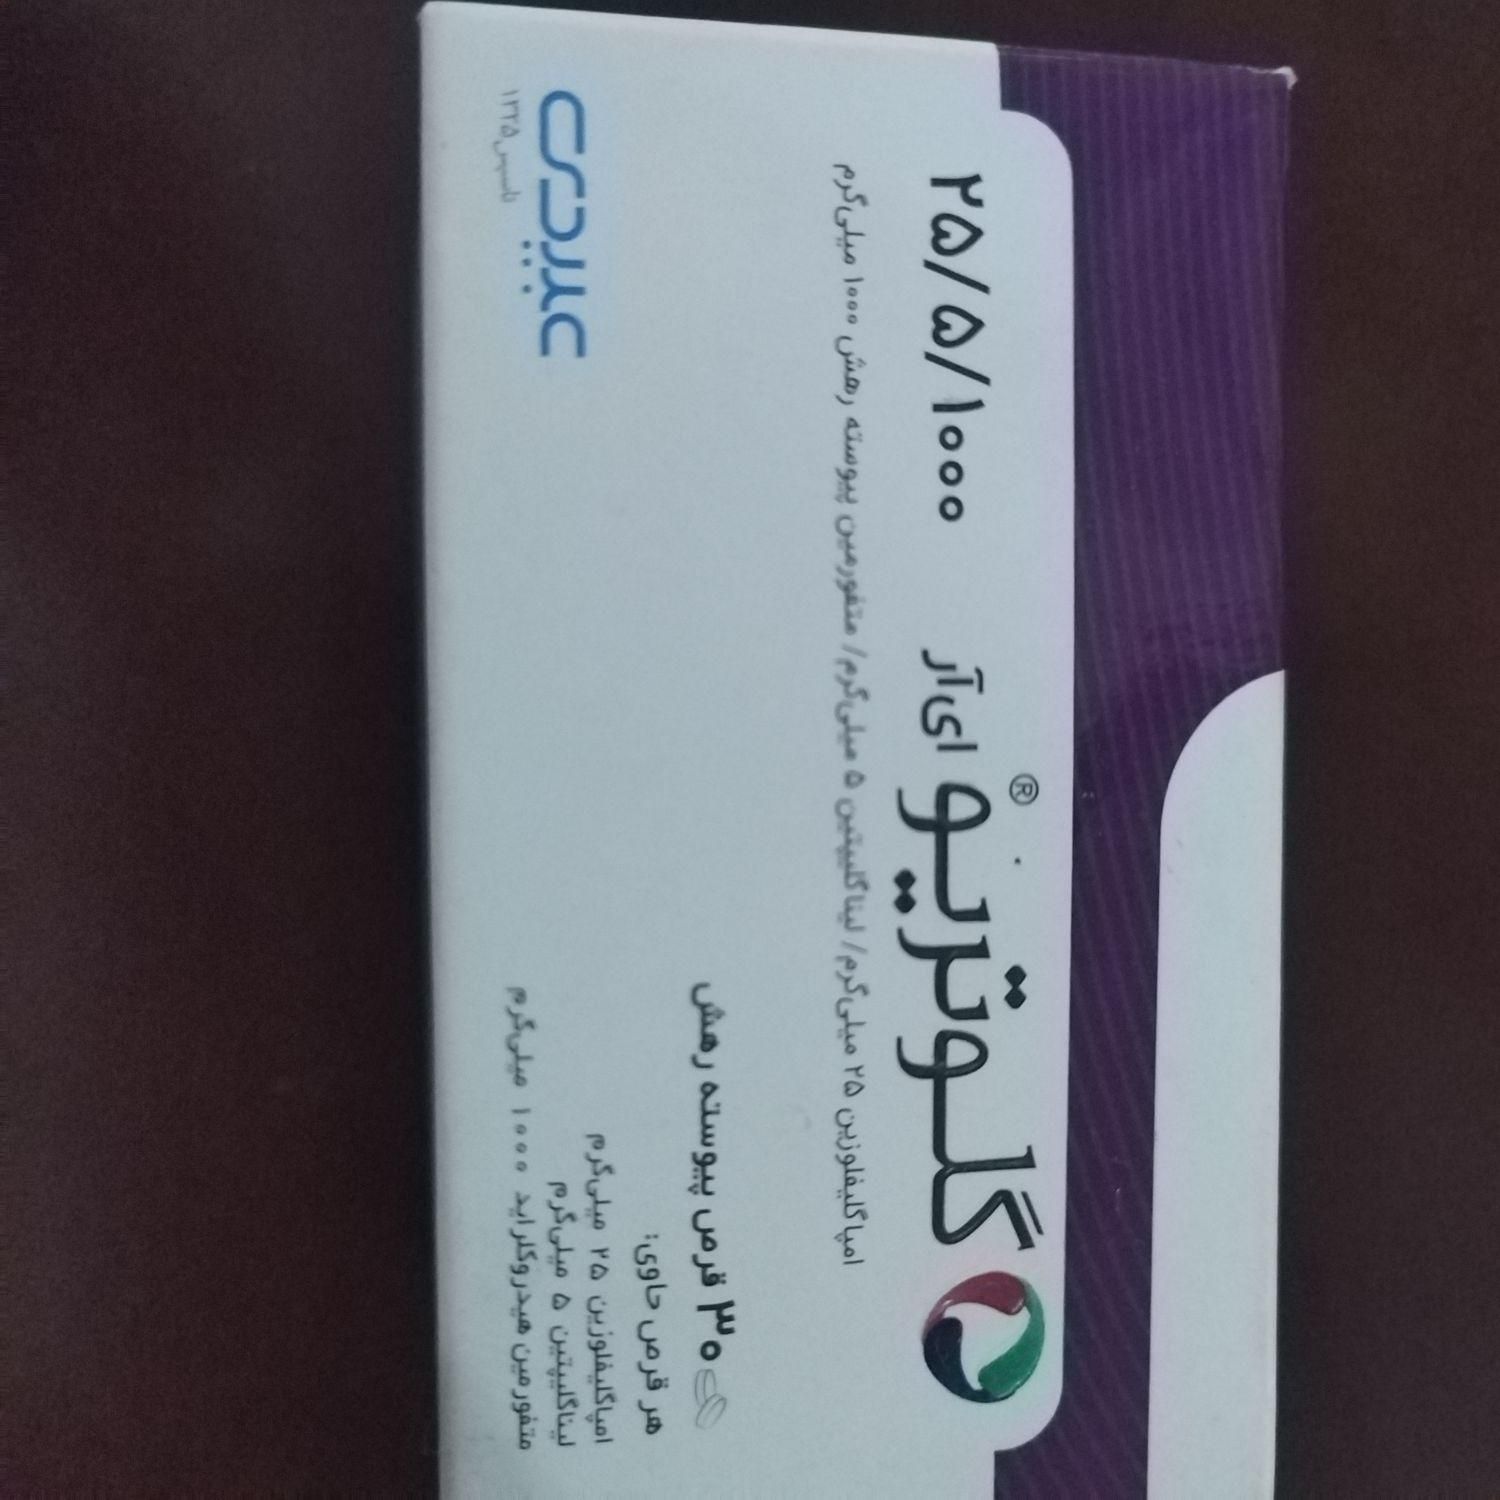 گلوتریو ای‌آر ۲۵/۵/۱۰۰۰
®
امپاگلیفلوزین ۲۵ میلی‌گرم/ لیناگلیپتین ۵ میلی‌گرم/ متفورمین پیوسته رهش ۱۰۰۰ میلی‌گرم
۳۰ قرص پیوسته رهش
هر قرص حاوی:
امپاگلیفلوزین ۲۵ میلی‌گرم
لیناگلیپتین ۵ میلی‌گرم
متفورمین هیدروکلراید ۱۰۰۰ میلی‌گرم
عبیدی
تاسیس ۱۳۲۵